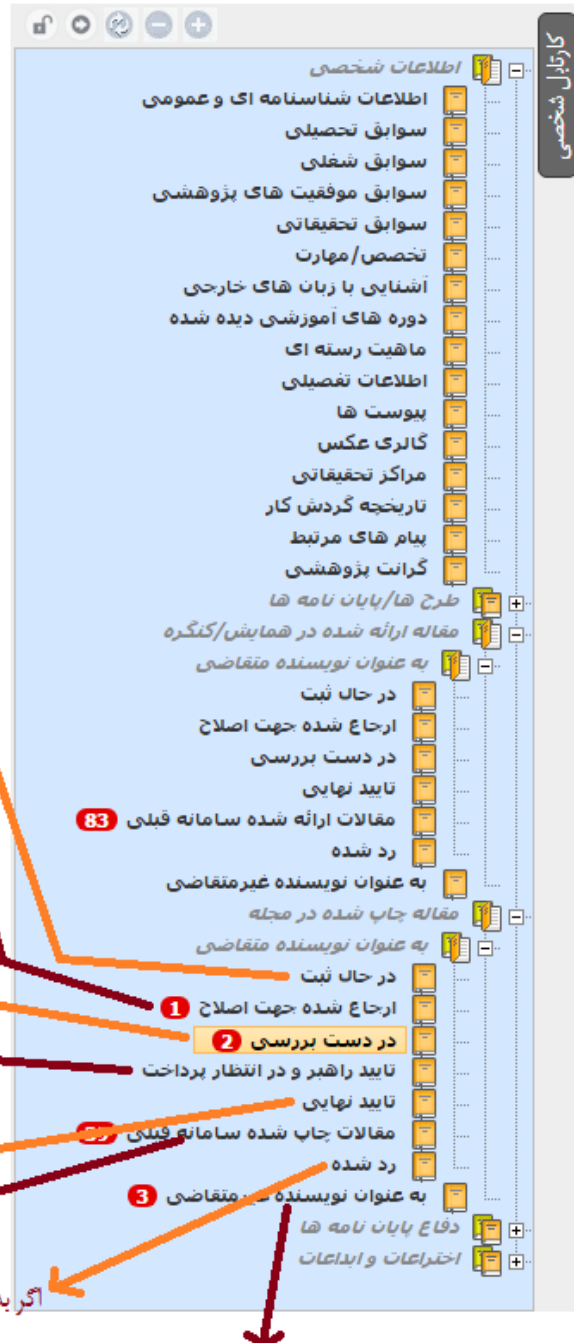 کارتابل شخصی
اطلاعات شخصی
اطلاعات شناسنامه ای و عمومی
سوابق تحصیلی
سوابق شغلی
سوابق موفقیت های پژوهشی
سوابق تحقیقاتی
تخصص/مهارت
آشنایی با زبان های خارجی
دوره های آموزشی دیده شده
ماهیت رسته ای
اطلاعات تفصیلی
پیوست ها
گالری عکس
مراکز تحقیقاتی
تاریخچه گردش کار
پیام های مرتبط
گرانت پژوهشی
طرح ها/پایان نامه ها
مقاله ارائه شده در همایش/کنگره
به عنوان نویسنده متقاضی
در حال ثبت
ارجاع شده جهت اصلاح
در دست بررسی
تایید نهایی
مقالات ارائه شده سامانه قبلی 83
رد شده
به عنوان نویسنده غیرمتقاضی
مقاله چاپ شده در مجله
به عنوان نویسنده متقاضی
در حال ثبت
ارجاع شده جهت اصلاح 1
در دست بررسی 2
تایید راهبر و در انتظار پرداخت
تایید نهایی
مقالات چاپ شده سامانه قبلی
رد شده
به عنوان نویسنده غیرمتقاضی 3
دفاع پایان نامه ها
اختراعات و ابداعات
اگر